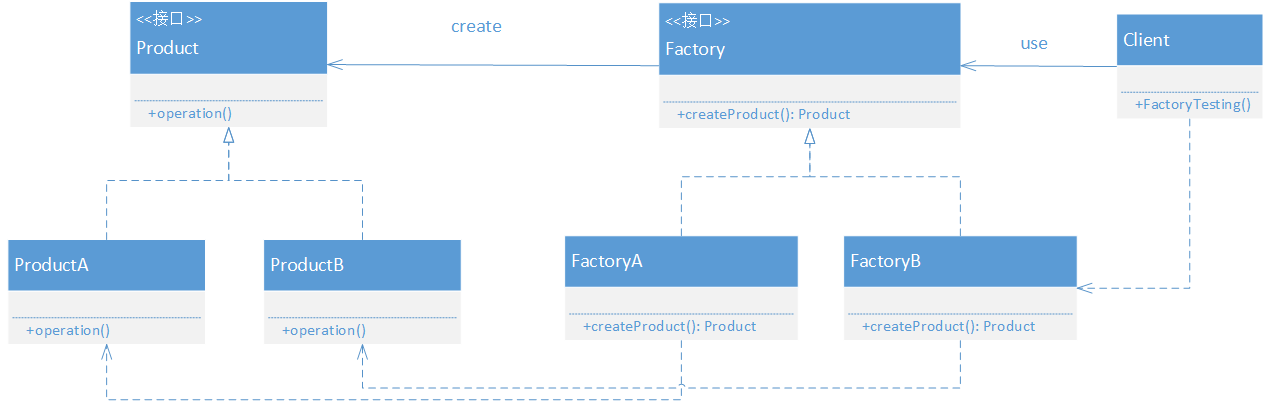 <<接口>>
Product
+operation()
create
<<接口>>
Factory
+createProduct(): Product
use
Client
+FactoryTesting()
ProductA
+operation()
ProductB
+operation()
FactoryA
+createProduct(): Product
FactoryB
+createProduct(): Product